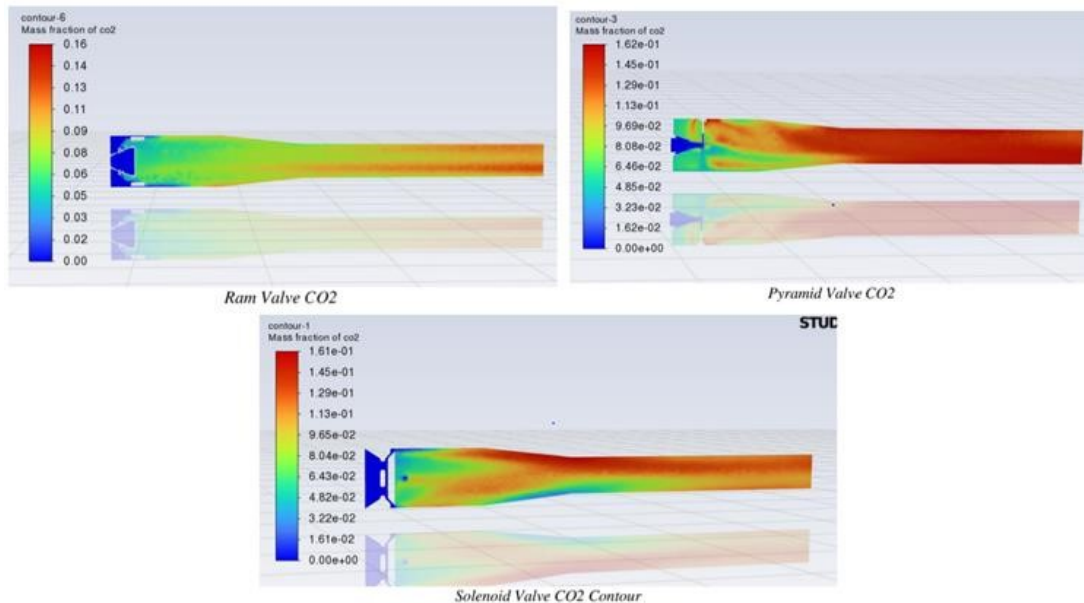 contour-6
Mass fraction of co2
0.16
0.14
0.13
0.11
0.09
0.08
0.06
0.05
0.03
0.02
0.00
Ram Valve CO2
contour-3
Mass fraction of co2
1.62e-01
1.45e-01
1.29e-01
1.13e-01
9.69e-02
8.08e-02
6.46e-02
4.85e-02
3.23e-02
1.62e-02
0.00e+00
Pyramid Valve CO2
contour-1
Mass fraction of co2
STUD
1.61e-01
1.45e-01
1.29e-01
1.13e-01
9.65e-02
8.04e-02
6.43e-02
4.82e-02
3.22e-02
1.61e-02
0.00e+00
Solenoid Valve CO2 Contour